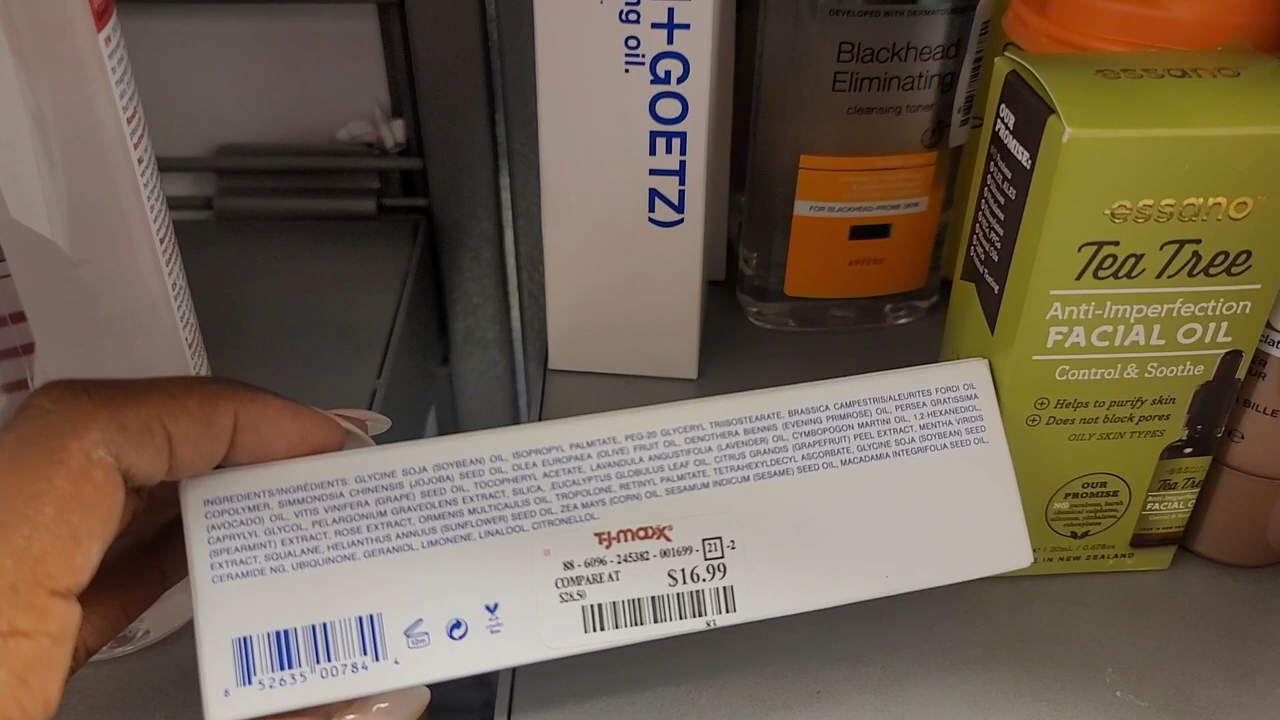 +GOETZ)
ng oil.
DEVELOPED WITH
Blackhead
Eliminating
cleansing toner
FOR BLACKHEAD-PRONE SKIN
OUR
PROMISE:
essano
essano
Tea Tree
Anti-Imperfection
FACIAL OIL
Control & Soothe
Helps to purify skin
Does not block pores
OILY SKIN TYPES
OUR
PROMISE
essano
Tea Tre
FACIAL O
IN NEW ZEALAND
INGREDIENTS/INGRÉDIENTS: GLYCINE SOJA (SOYBEAN) OIL, ISOPROPYL PALMITATE, PEG-20 GLYCERYL TRIISOSTEARATE, BRASSICA CAMPESTRIS/ALEURITES FORDI OIL
COPOLYMER, SIMMONDSIA CHINENSIS (JOJOBA) SEED OIL, OLEA EUROPAEA (OLIVE) FRUIT OIL, OENOTHERA BIENNIS (EVENING PRIMROSE) OIL, PERSEA GRATISSIMA
(AVOCADO) OIL, VITIS VINIFERA (GRAPE) SEED OIL, TOCOPHERYL ACETATE, LAVANDULA ANGUSTIFOLIA (LAVENDER) OIL, CYMBOPOGON MARTINI OIL, 1,2-HEXANEDIOL,
CAPRYLYL GLYCOL, PELARGONIUM GRAVEOLENS EXTRACT, SILICA, ,EUCALYPTUS GLOBULUS LEAF OIL, CITRUS GRANDIS (GRAPEFRUIT) PEEL EXTRACT, MENTHA VIRIDIS
(SPEARMINT) EXTRACT, ROSE EXTRACT, ORMENIS MULTICAULIS OIL, TROPOLONE, RETINYL PALMITATE, TETRAHEXYLDECYL ASCORBATE, GLYCINE SOJA (SOYBEAN) SEED
EXTRACT, SQUALANE, HELIANTHUS ANNUUS (SUNFLOWER) SEED OIL, ZEA MAYS (CORN) OIL, SESAMUM INDICUM (SESAME) SEED OIL, MACADAMIA INTEGRIFOLIA SEED OIL,
CERAMIDE NG, UBIQUINONE, GERANIOL, LIMONENE, LINALOOL, CITRONELLOL.
T·J·maxx
88 - 6096 - 245382 - 001699 - 21 -2
COMPARE AT
$28.50
$16.99
83
8 52635 00784 4
12m
cruelty
free